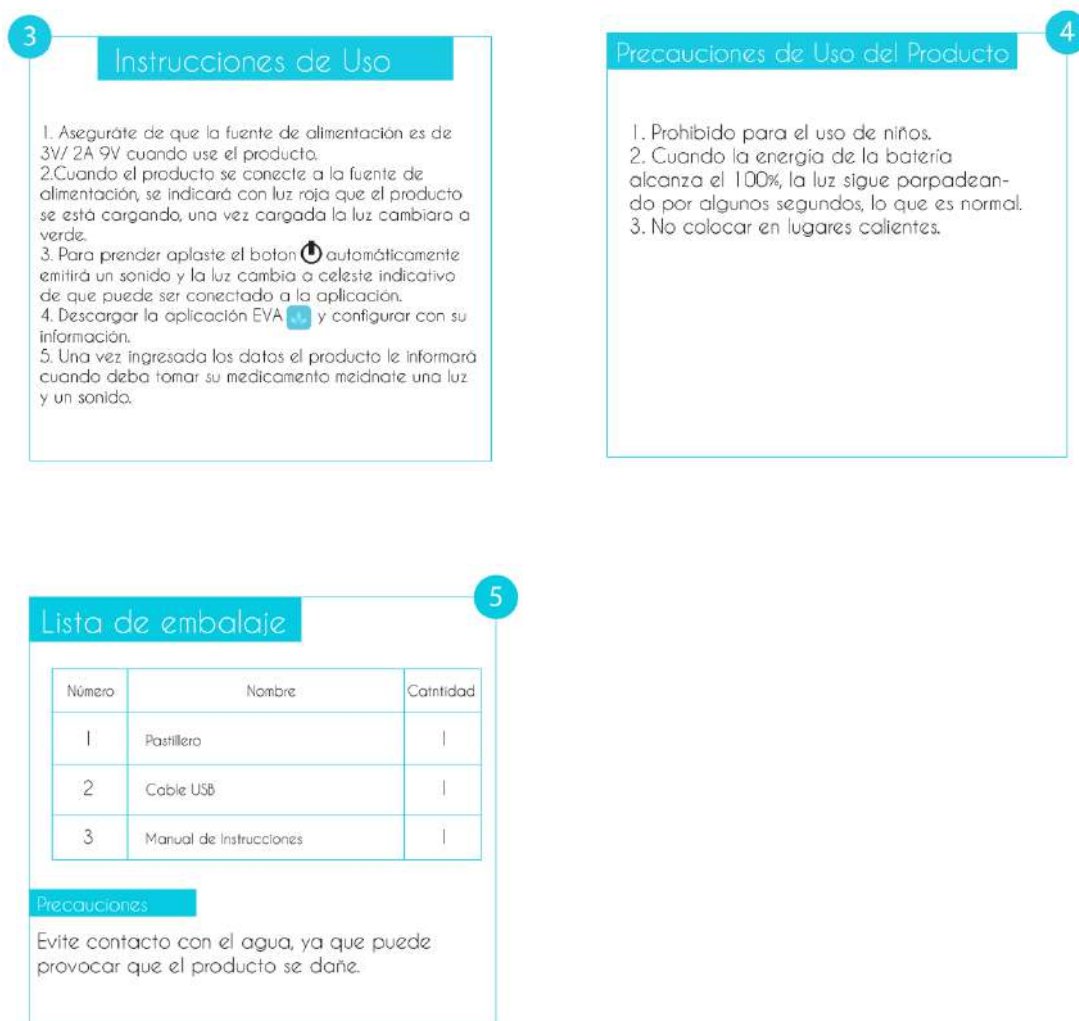 3
Instrucciones de Uso
1. Aseguráte de que la fuente de alimentación es de
3V/ 2A 9V cuando use el producto.
2.Cuando el producto se conecte a la fuente de
alimentación, se indicará con luz roja que el producto
se está cargando, una vez cargada la luz cambiara a
verde.
3. Para prender aplaste el boton automáticamente
emitirá un sonido y la luz cambia a celeste indicativo
de que puede ser conectado a la aplicación.
4. Descargar la aplicación EVA y configurar con su
información.
5. Una vez ingresada los datos el producto le informará
cuando deba tomar su medicamento meidnate una luz
y un sonido.
4
Precauciones de Uso del Producto
1. Prohibido para el uso de niños.
2. Cuando la energía de la batería
alcanza el 100%, la luz sigue parpadean-
do por algunos segundos, lo que es normal.
3. No colocar en lugares calientes.
5
Lista de embalaje
Número Nombre Catntidad
1 Pastillero 1
2 Cable USB 1
3 Manual de Instrucciones 1
Precauciones
Evite contacto con el agua, ya que puede
provocar que el producto se dañe.